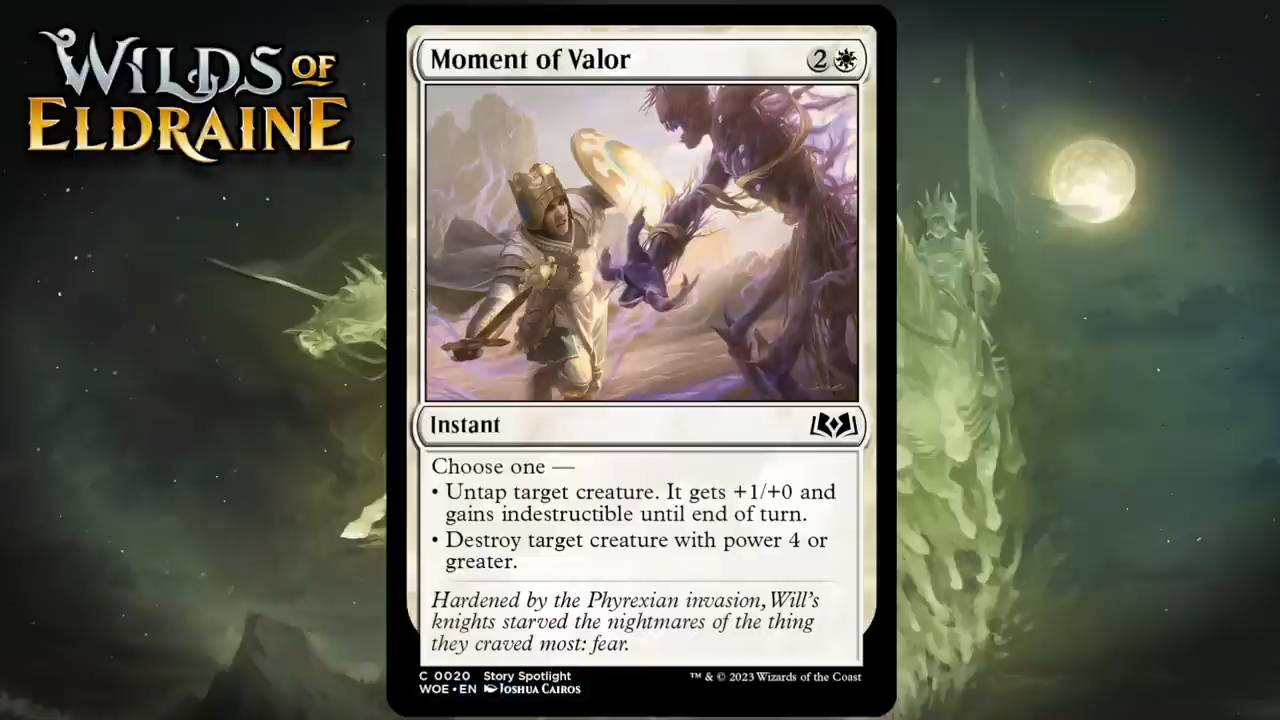 WILDS OF
ELDRAINE
Moment of Valor 2
Instant
Choose one —
• Untap target creature. It gets +1/+0 and
gains indestructible until end of turn.
• Destroy target creature with power 4 or
greater.
Hardened by the Phyrexian invasion, Will's
knights starved the nightmares of the thing
they craved most: fear.
C 0020 Story Spotlight
WOE • EN Joshua Cairos
™ & © 2023 Wizards of the Coast